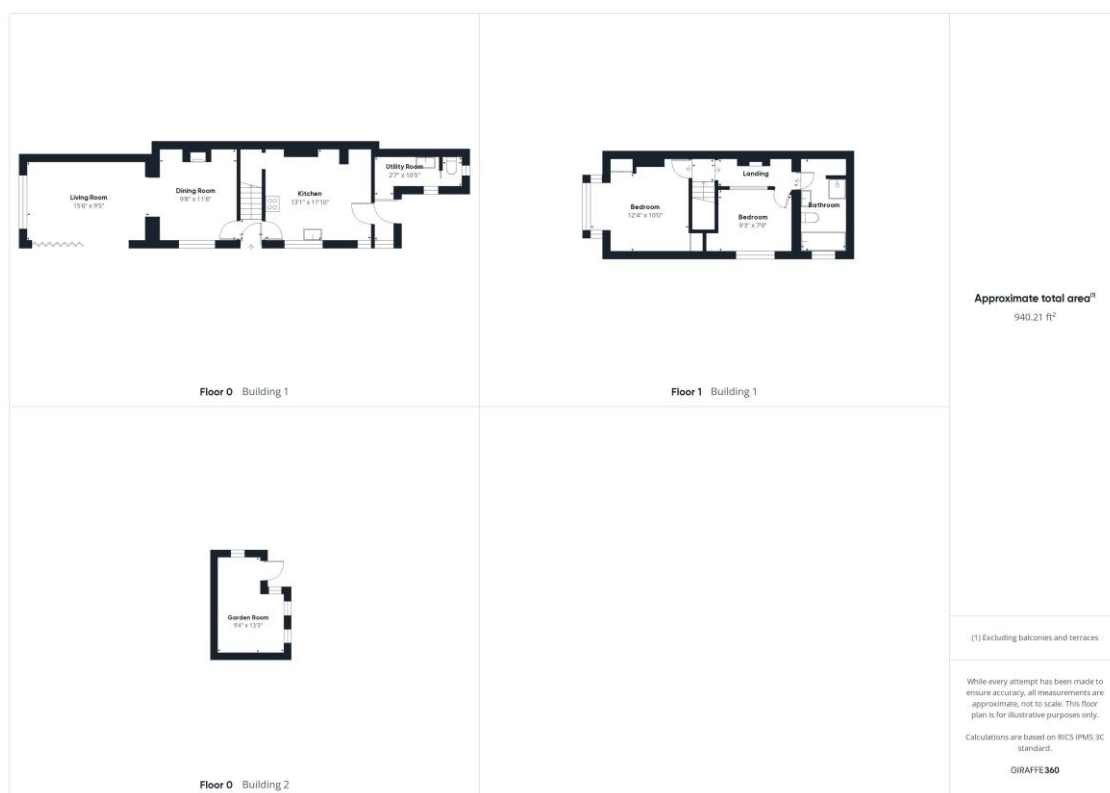 Living Room
15'6" x 9'5"
Dining Room
9'8" x 11'8"
Kitchen
13'1" x 11'10"
Utility Room
2'7" x 10'5"
Floor 0 Building 1
Bedroom
12'4" x 10'0"
Landing
Bedroom
9'3" x 7'9"
Bathroom
Floor 1 Building 1
Garden Room
9'4" x 13'3"
Floor 0 Building 2
Approximate total area(1)
940.21 ft²
(1) Excluding balconies and terraces
While every attempt has been made to
ensure accuracy, all measurements are
approximate, not to scale. This floor
plan is for illustrative purposes only.
Calculations are based on RICS IPMS 3C
standard.
GIRAFFE360